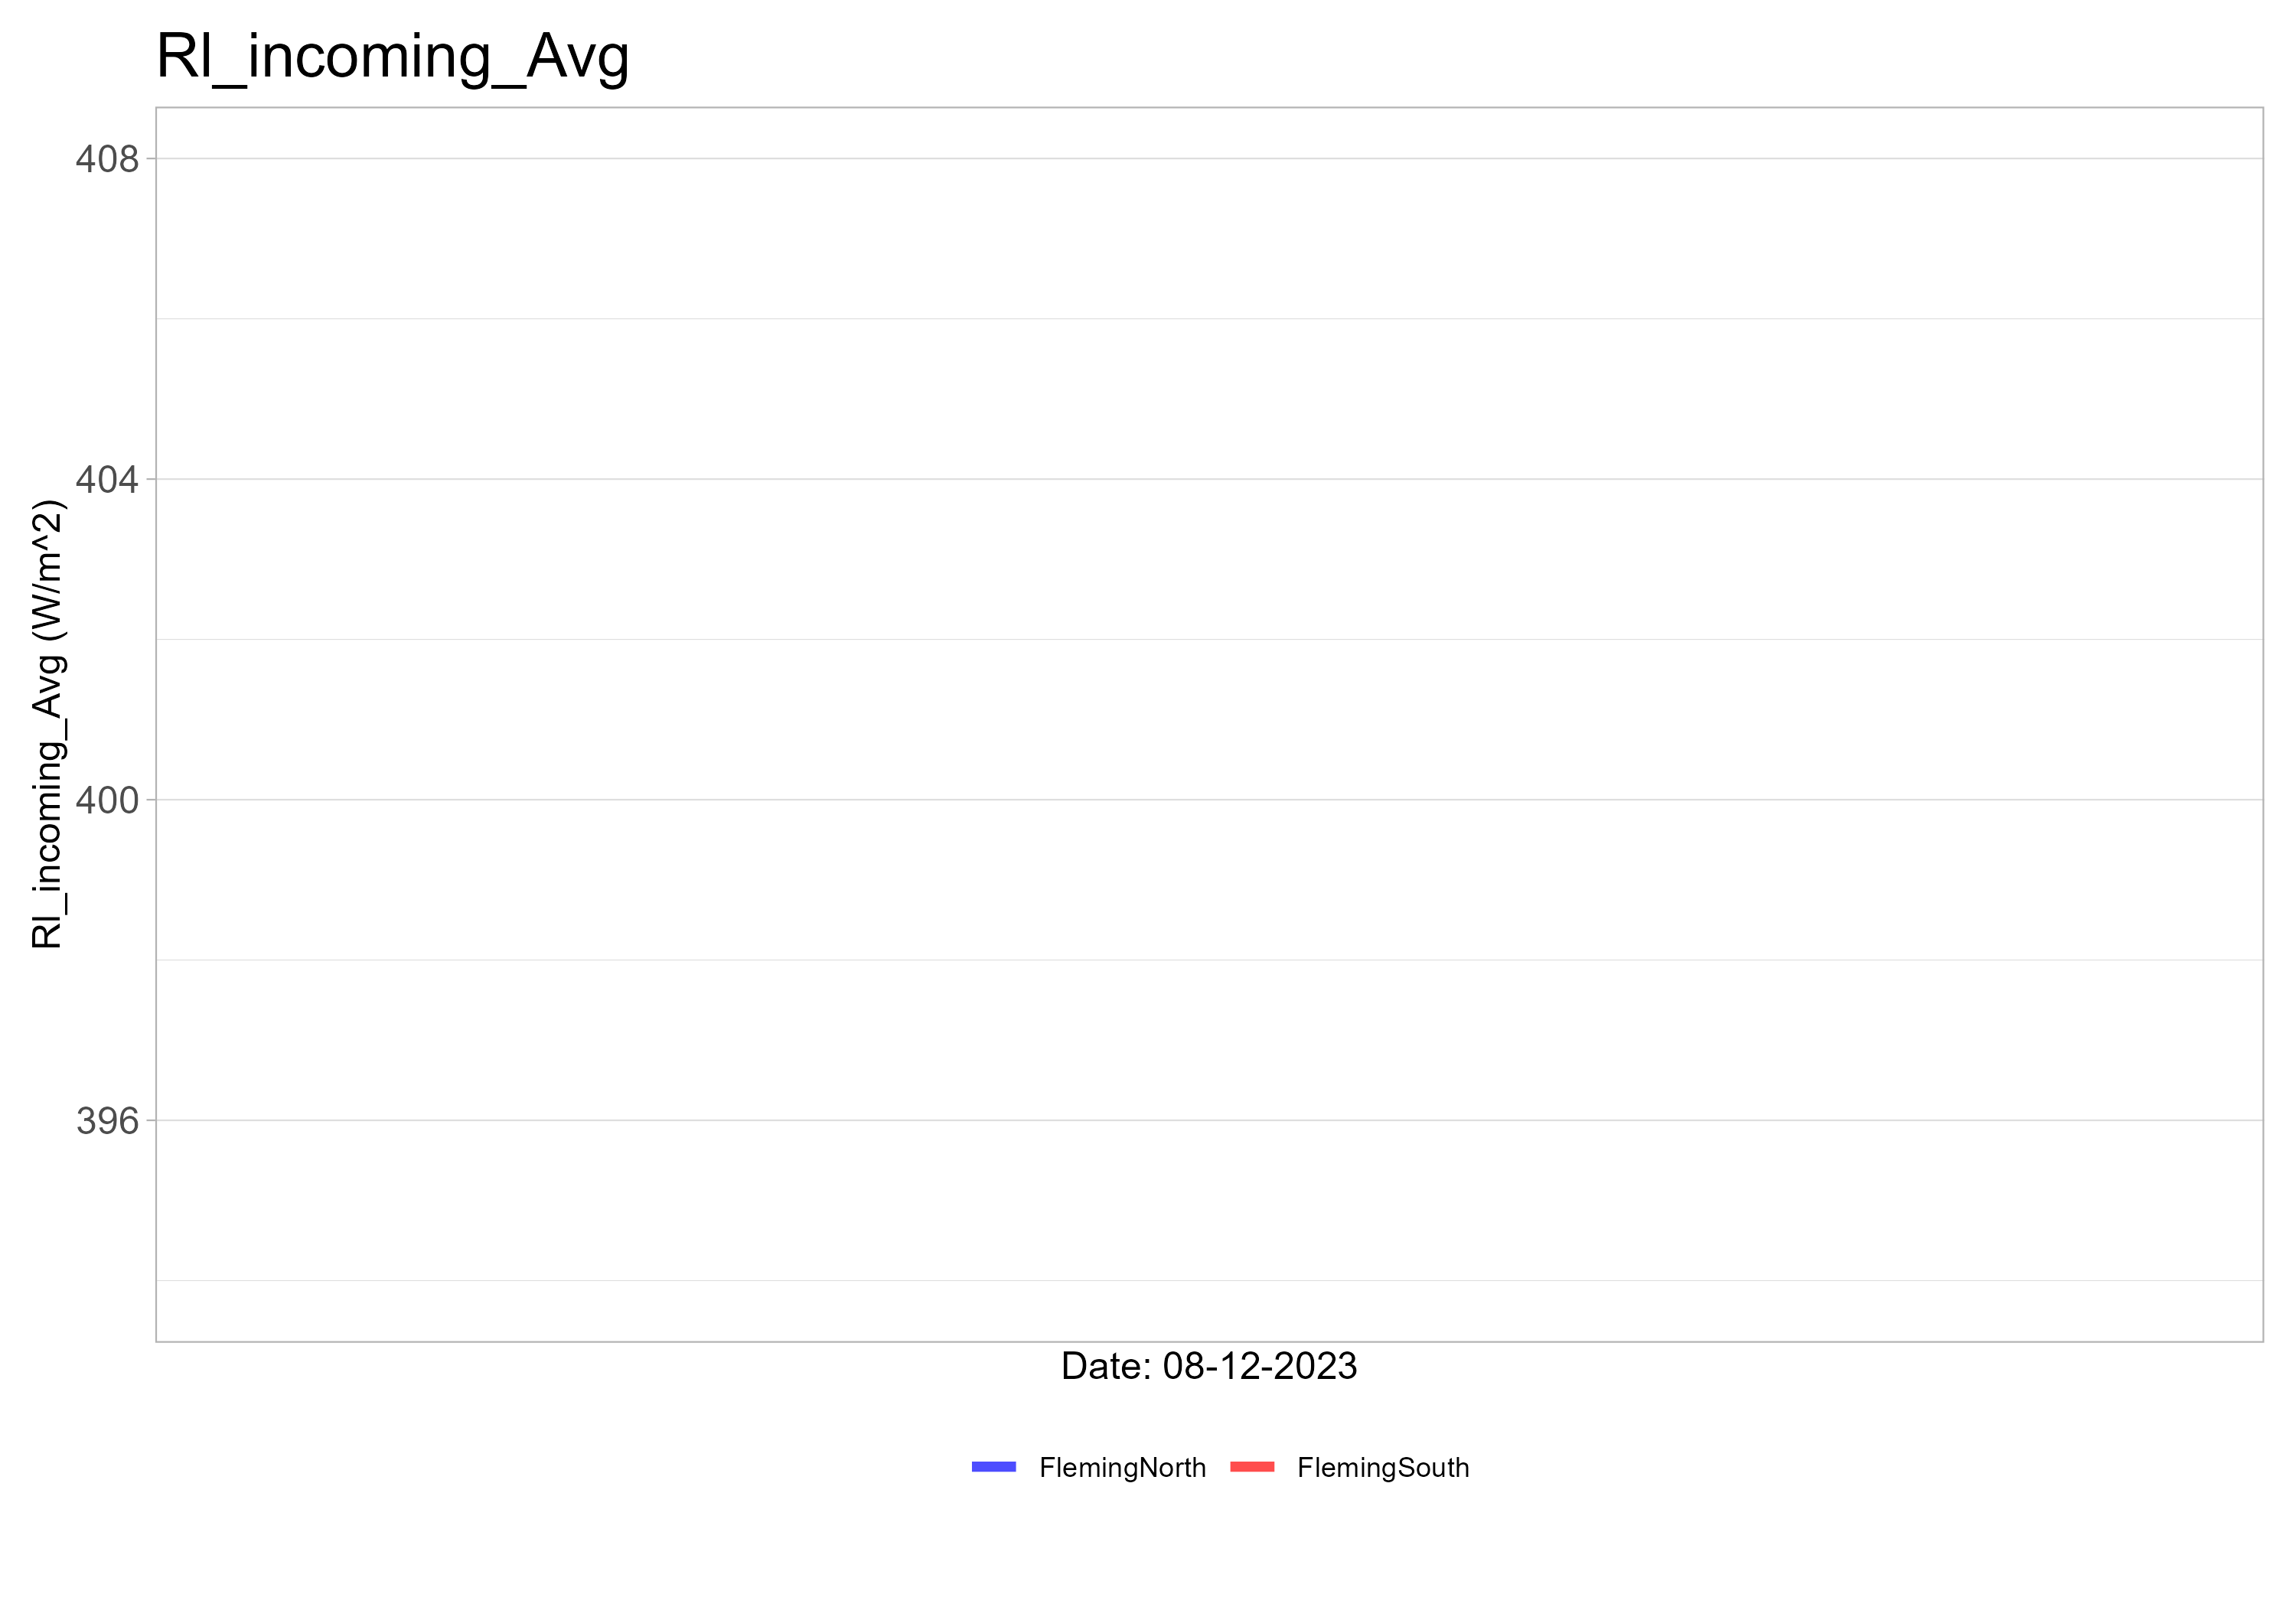 Rl_incoming_Avg
Rl_incoming_Avg (W/m^2)
408
404
400
396
Date: 08-12-2023
FlemingNorth FlemingSouth